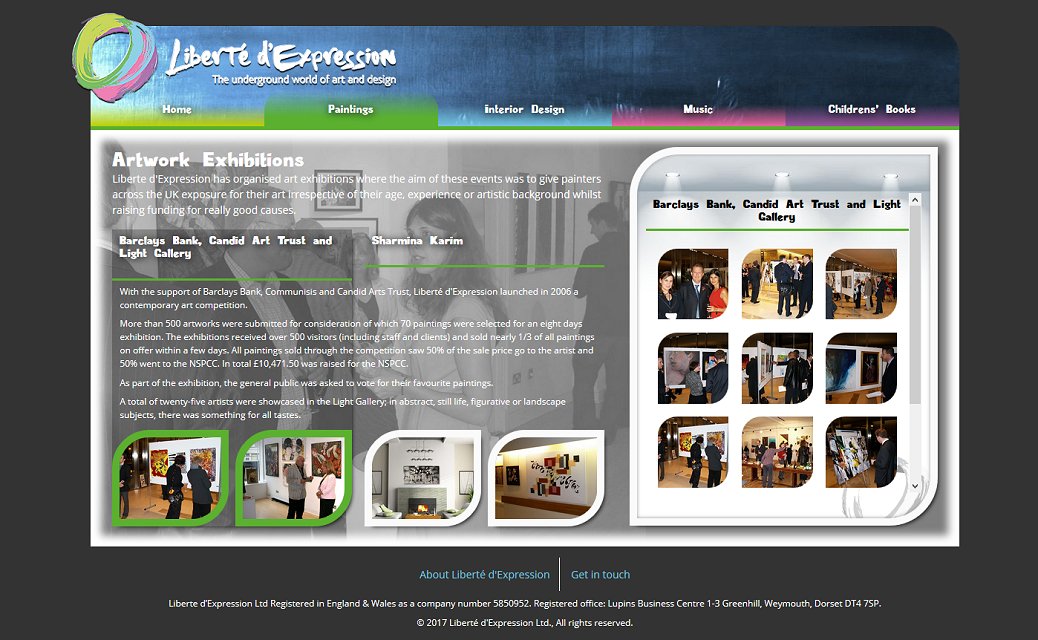 Liberté d'Expression
The underground world of art and design
Home Paintings Interior Design Music Childrens' Books
Artwork Exhibitions
Liberte d'Expression has organised art exhibitions where the aim of these events was to give painters
across the UK exposure for their art irrespective of their age, experience or artistic background whilst
raising funding for really good causes.
Barclays Bank, Candid Art Trust and
Light Gallery
Sharmina Karim
With the support of Barclays Bank, Communisis and Candid Arts Trust, Liberté d'Expression launched in 2006 a
contemporary art competition.
More than 500 artworks were submitted for consideration of which 70 paintings were selected for an eight days
exhibition. The exhibitions received over 500 visitors (including staff and clients) and sold nearly 1/3 of all paintings
on offer within a few days. All paintings sold through the competition saw 50% of the sale price go to the artist and
50% went to the NSPCC. In total £10,471.50 was raised for the NSPCC.
As part of the exhibition, the general public was asked to vote for their favourite paintings.
A total of twenty-five artists were showcased in the Light Gallery; in abstract, still life, figurative or landscape
subjects, there was something for all tastes.
Barclays Bank, Candid Art Trust and Light
Gallery
About Liberté d'Expression
Get in touch
Liberte d’Expression Ltd Registered in England & Wales as a company number 5850952. Registered office: Lupins Business Centre 1-3 Greenhill, Weymouth, Dorset DT4 7SP.
© 2017 Liberté d'Expression Ltd., All rights reserved.